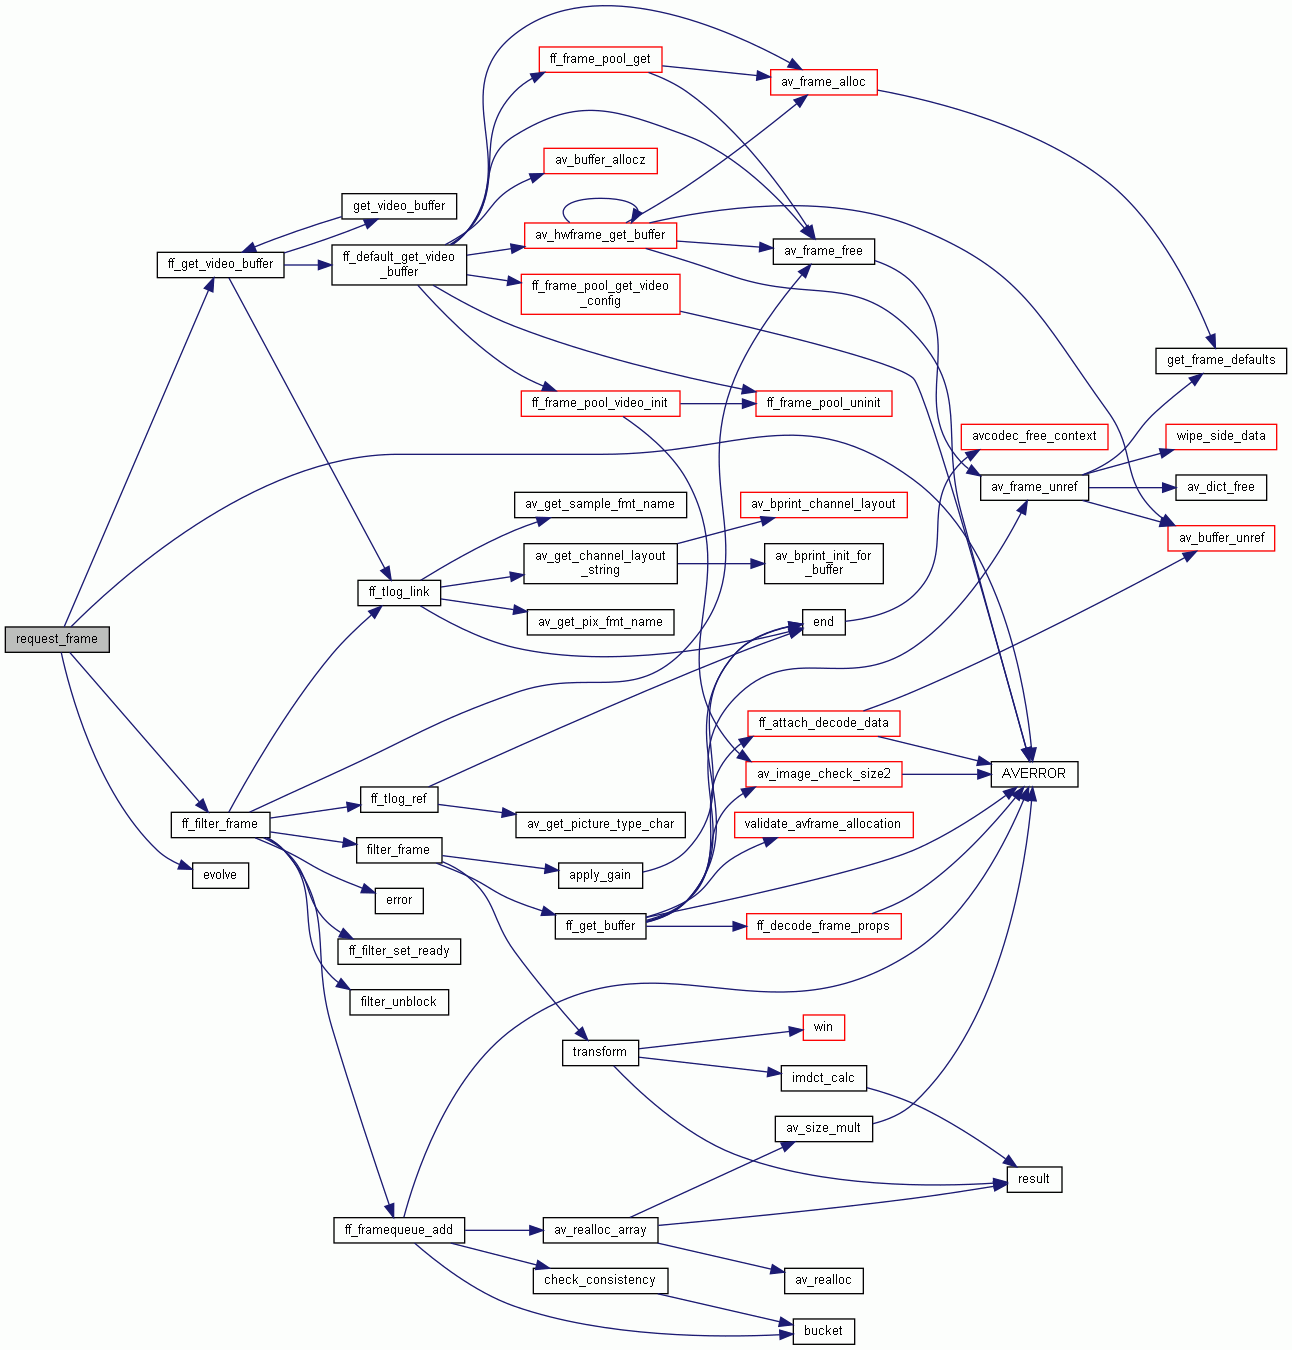 ff_frame_pool_get
av_frame_alloc
av_buffer_allocz
get_video_buffer
av_hwframe_get_buffer
av_frame_free
ff_get_video_buffer
ff_default_get_video
_buffer
ff_frame_pool_get_video
_config
get_frame_defaults
ff_frame_pool_video_init
ff_frame_pool_uninit
avcodec_free_context
wipe_side_data
av_frame_unref
av_dict_free
av_get_sample_fmt_name
av_bprint_channel_layout
av_buffer_unref
av_get_channel_layout
_string
av_bprint_init_for
_buffer
ff_tlog_link
av_get_pix_fmt_name
end
request_frame
ff_attach_decode_data
av_image_check_size2
AVERROR
ff_tlog_ref
ff_filter_frame
av_get_picture_type_char
validate_avframe_allocation
filter_frame
evolve
apply_gain
error
ff_get_buffer
ff_decode_frame_props
ff_filter_set_ready
filter_unblock
win
transform
imdct_calc
av_size_mult
result
ff_framequeue_add
av_realloc_array
check_consistency
av_realloc
bucket